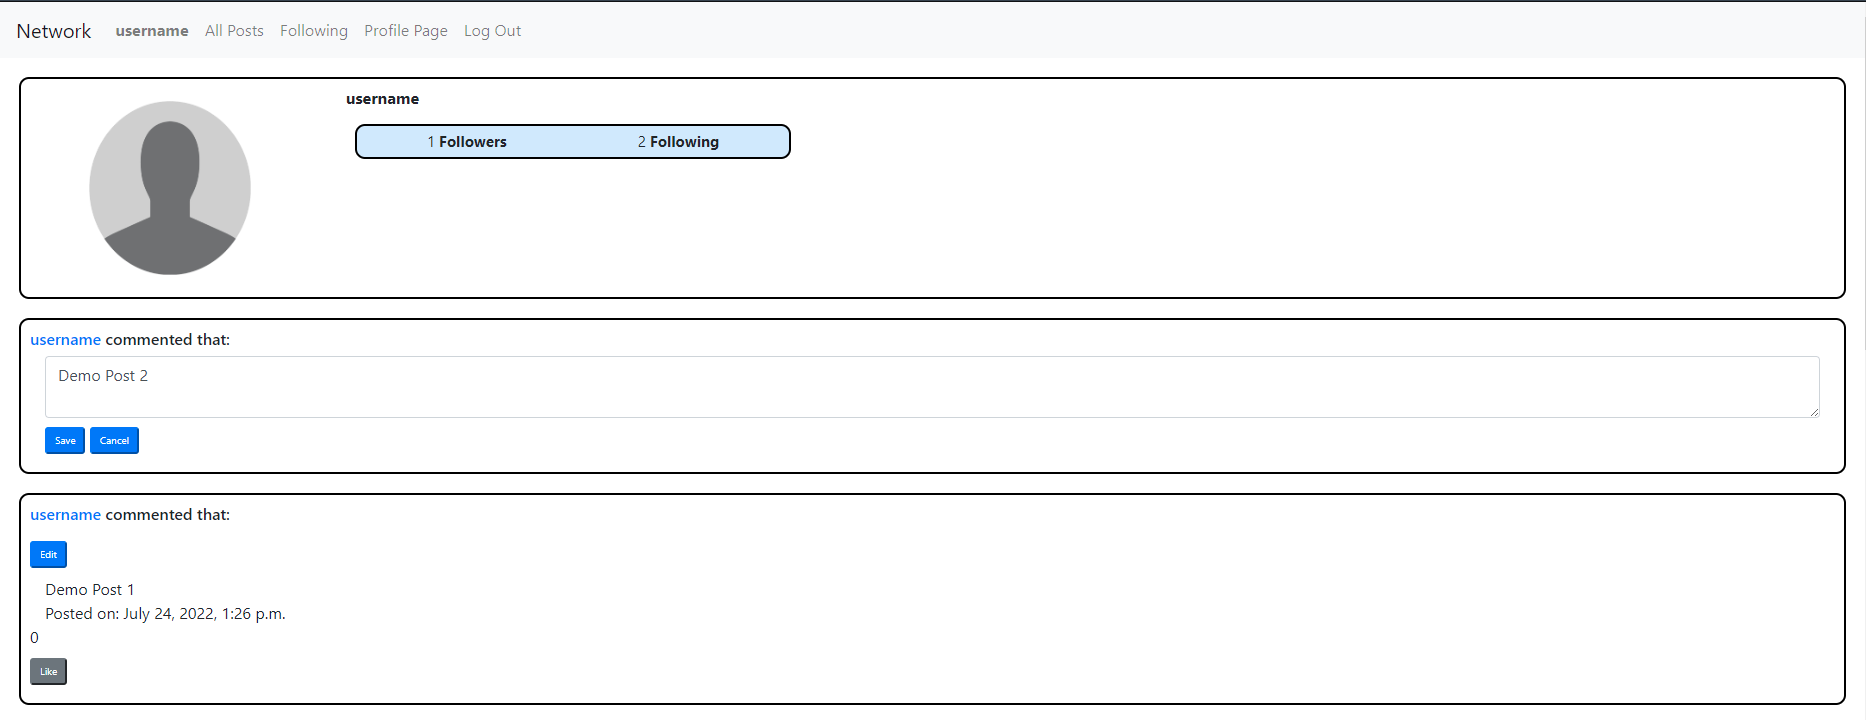 Network username All Posts Following Profile Page Log Out
username
1 Followers 2 Following
username commented that:
Demo Post 2
Save Cancel
username commented that:
Edit
Demo Post 1
Posted on: July 24, 2022, 1:26 p.m.
0
Like